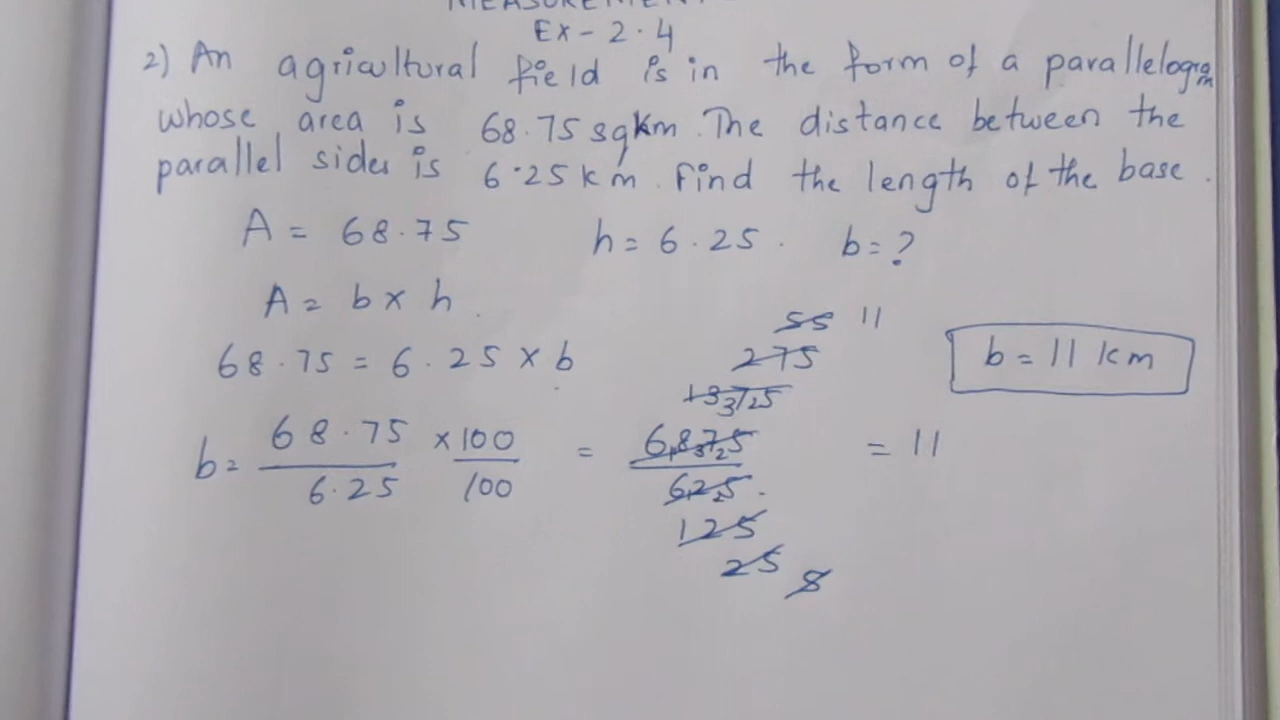 MEASUREMENT
Ex - 2.4
2) An agricultural field is in the form of a parallelogram
whose area is 68.75 sqkm. The distance between the
parallel sides is 6.25 km. Find the length of the base.
A = 68.75 h = 6.25. b = ?
A = b x h.
68.75 = 6.25 x b
b = 68.75 / 6.25 x 100 / 100 = 6875 / 625 = 11
55 11
275
125
25
b = 11 km